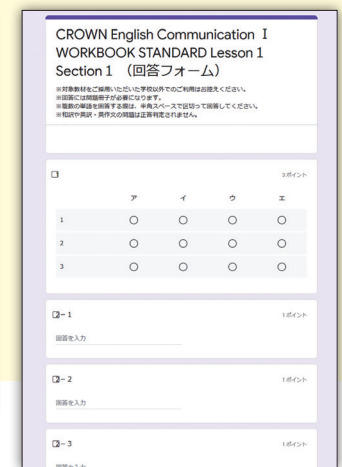 CROWN English Communication Ⅰ
WORKBOOK STANDARD Lesson 1
Section 1 （回答フォーム）
※対象教材をご採用いただいた学校以外でのご利用はお控えください。
※回答には問題冊子が必要になります。
※複数の単語を回答する際は、半角スペースで区切って回答してください。
※和訳や英訳・英作文の問題は正答判定されません。
1 3 ポイント
ア イ ウ エ
1
2
3
2-1 1 ポイント
回答を入力
2-2 1 ポイント
回答を入力
2-3 1 ポイント
回答を入力